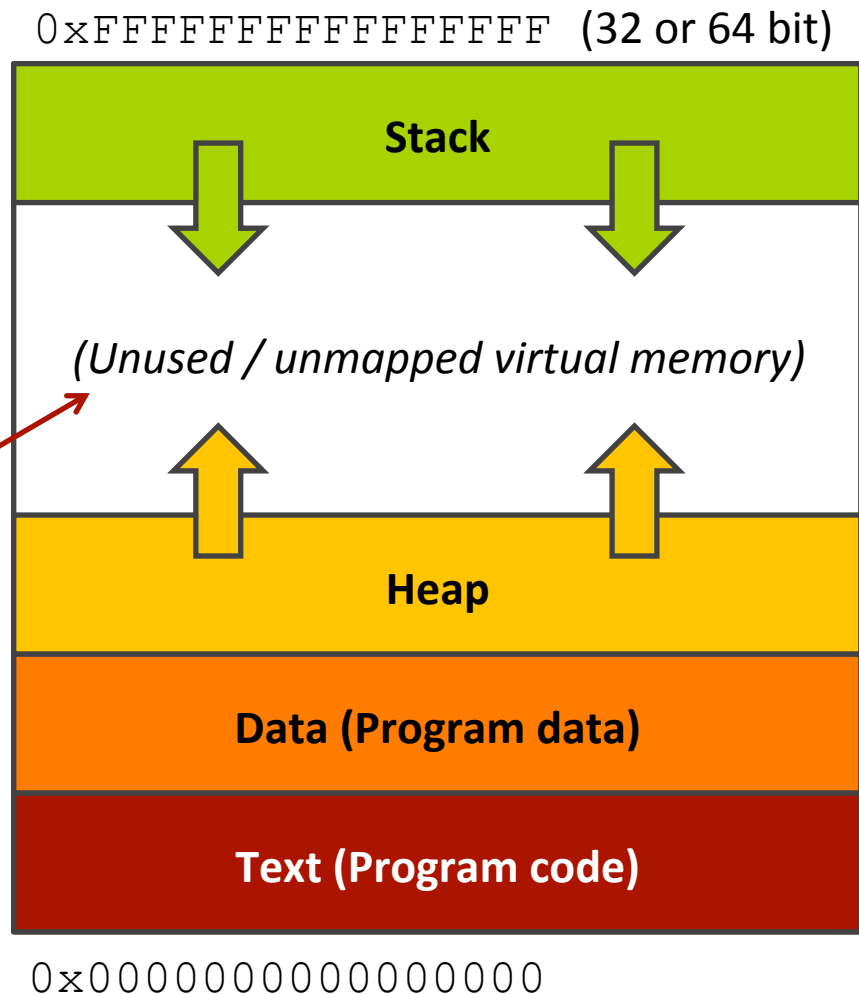 0xFFFFFFFFFFFFFFFF (32 or 64 bit)
Stack
(Unused / unmapped virtual memory)
Heap
Data (Program data)
Text (Program code)
0x0000000000000000